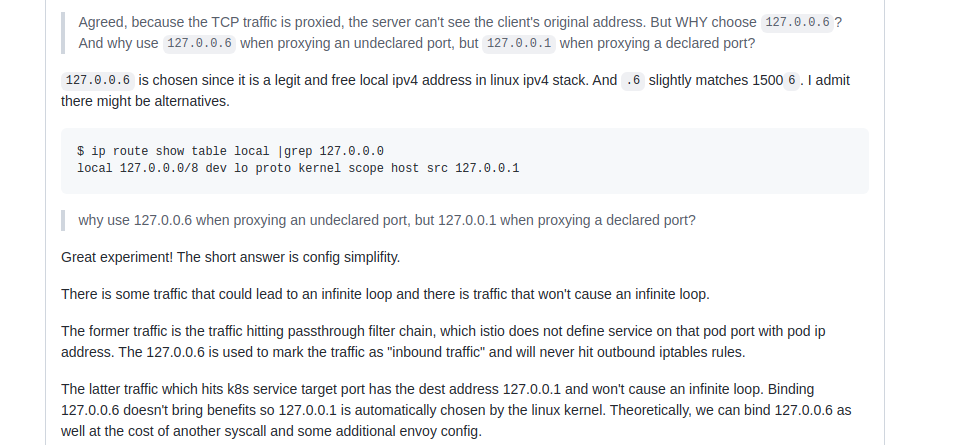 Agreed, because the TCP traffic is proxied, the server can't see the client's original address. But WHY choose 127.0.0.6 ?
And why use 127.0.0.6 when proxying an undeclared port, but 127.0.0.1 when proxying a declared port?
127.0.0.6 is chosen since it is a legit and free local ipv4 address in linux ipv4 stack. And .6 slightly matches 1500 6 . I admit
there might be alternatives.
$ ip route show table local |grep 127.0.0.0
local 127.0.0.0/8 dev lo proto kernel scope host src 127.0.0.1
why use 127.0.0.6 when proxying an undeclared port, but 127.0.0.1 when proxying a declared port?
Great experiment! The short answer is config simplifity.
There is some traffic that could lead to an infinite loop and there is traffic that won't cause an infinite loop.
The former traffic is the traffic hitting passthrough filter chain, which istio does not define service on that pod port with pod ip
address. The 127.0.0.6 is used to mark the traffic as "inbound traffic" and will never hit outbound iptables rules.
The latter traffic which hits k8s service target port has the dest address 127.0.0.1 and won't cause an infinite loop. Binding
127.0.0.6 doesn't bring benefits so 127.0.0.1 is automatically chosen by the linux kernel. Theoretically, we can bind 127.0.0.6 as
well at the cost of another syscall and some additional envoy config.